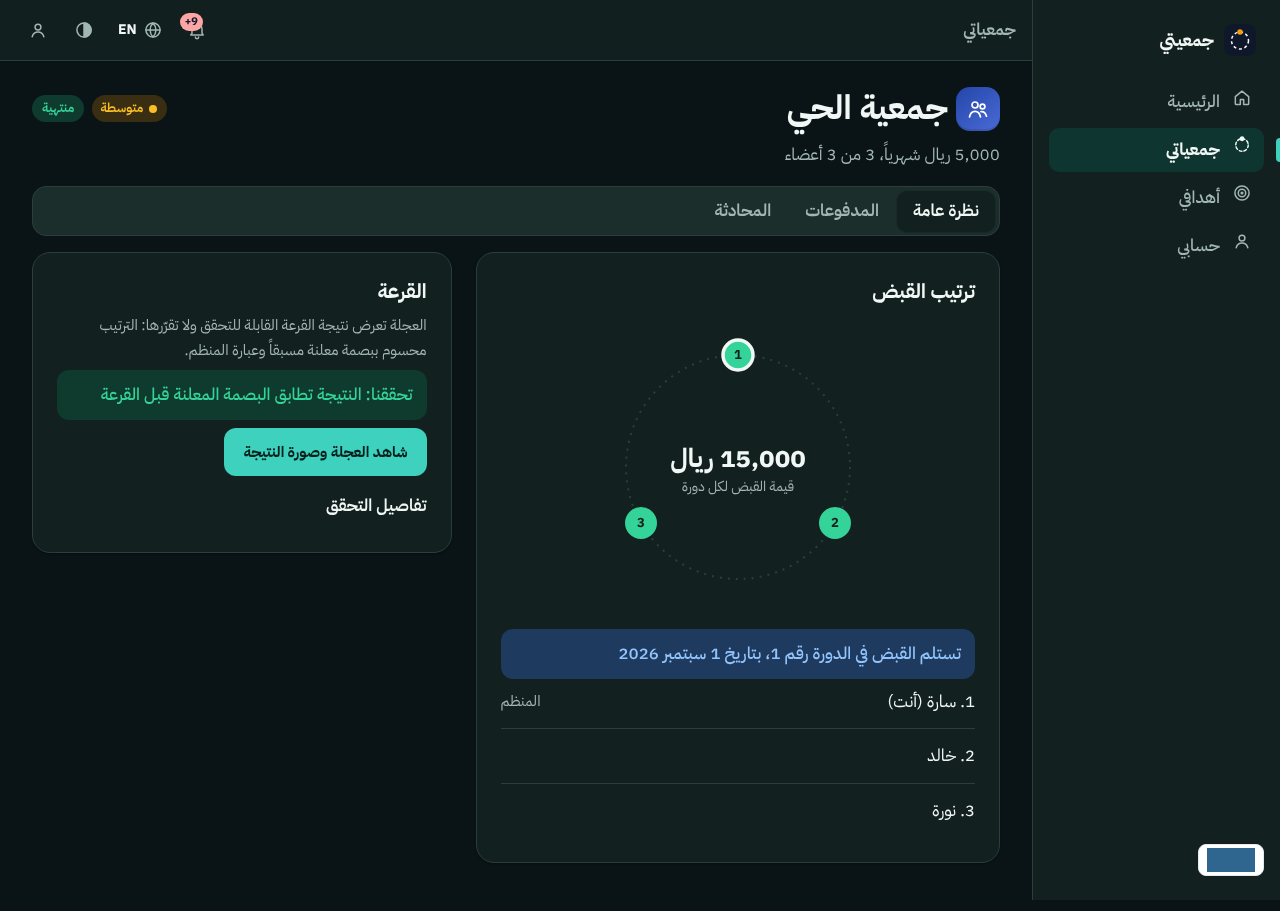 جمعيتي
الرئيسية
جمعياتي
أهدافي
حسابي
جمعياتي
+9
EN
جمعية الحي
5,000 ريال شهرياً، 3 من 3 أعضاء
متوسطة
منتهية
نظرة عامة
المدفوعات
المحادثة
ترتيب القبض
1
15,000 ريال
قيمة القبض لكل دورة
2
3
تستلم القبض في الدورة رقم 1، بتاريخ 1 سبتمبر 2026
1. سارة (أنت)
المنظم
2. خالد
3. نورة
القرعة
العجلة تعرض نتيجة القرعة القابلة للتحقق ولا تقرّرها: الترتيب
محسوم ببصمة معلنة مسبقاً وعبارة المنظم.
تحققنا: النتيجة تطابق البصمة المعلنة قبل القرعة
شاهد العجلة وصورة النتيجة
تفاصيل التحقق